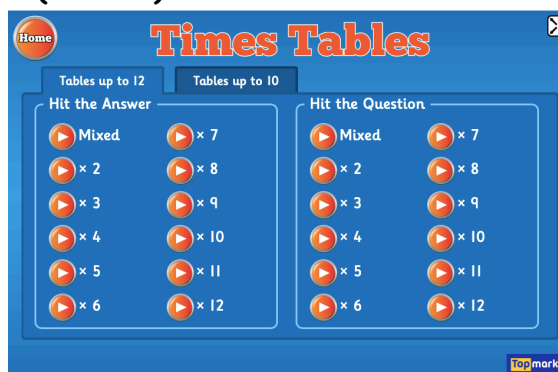 Home
Times Tables
Tables up to 12
Tables up to 10
Hit the Answer
Mixed
× 2
× 3
× 4
× 5
× 6
× 7
× 8
× 9
× 10
× 11
× 12
Hit the Question
Mixed
× 2
× 3
× 4
× 5
× 6
× 7
× 8
× 9
× 10
× 11
× 12
Topmark